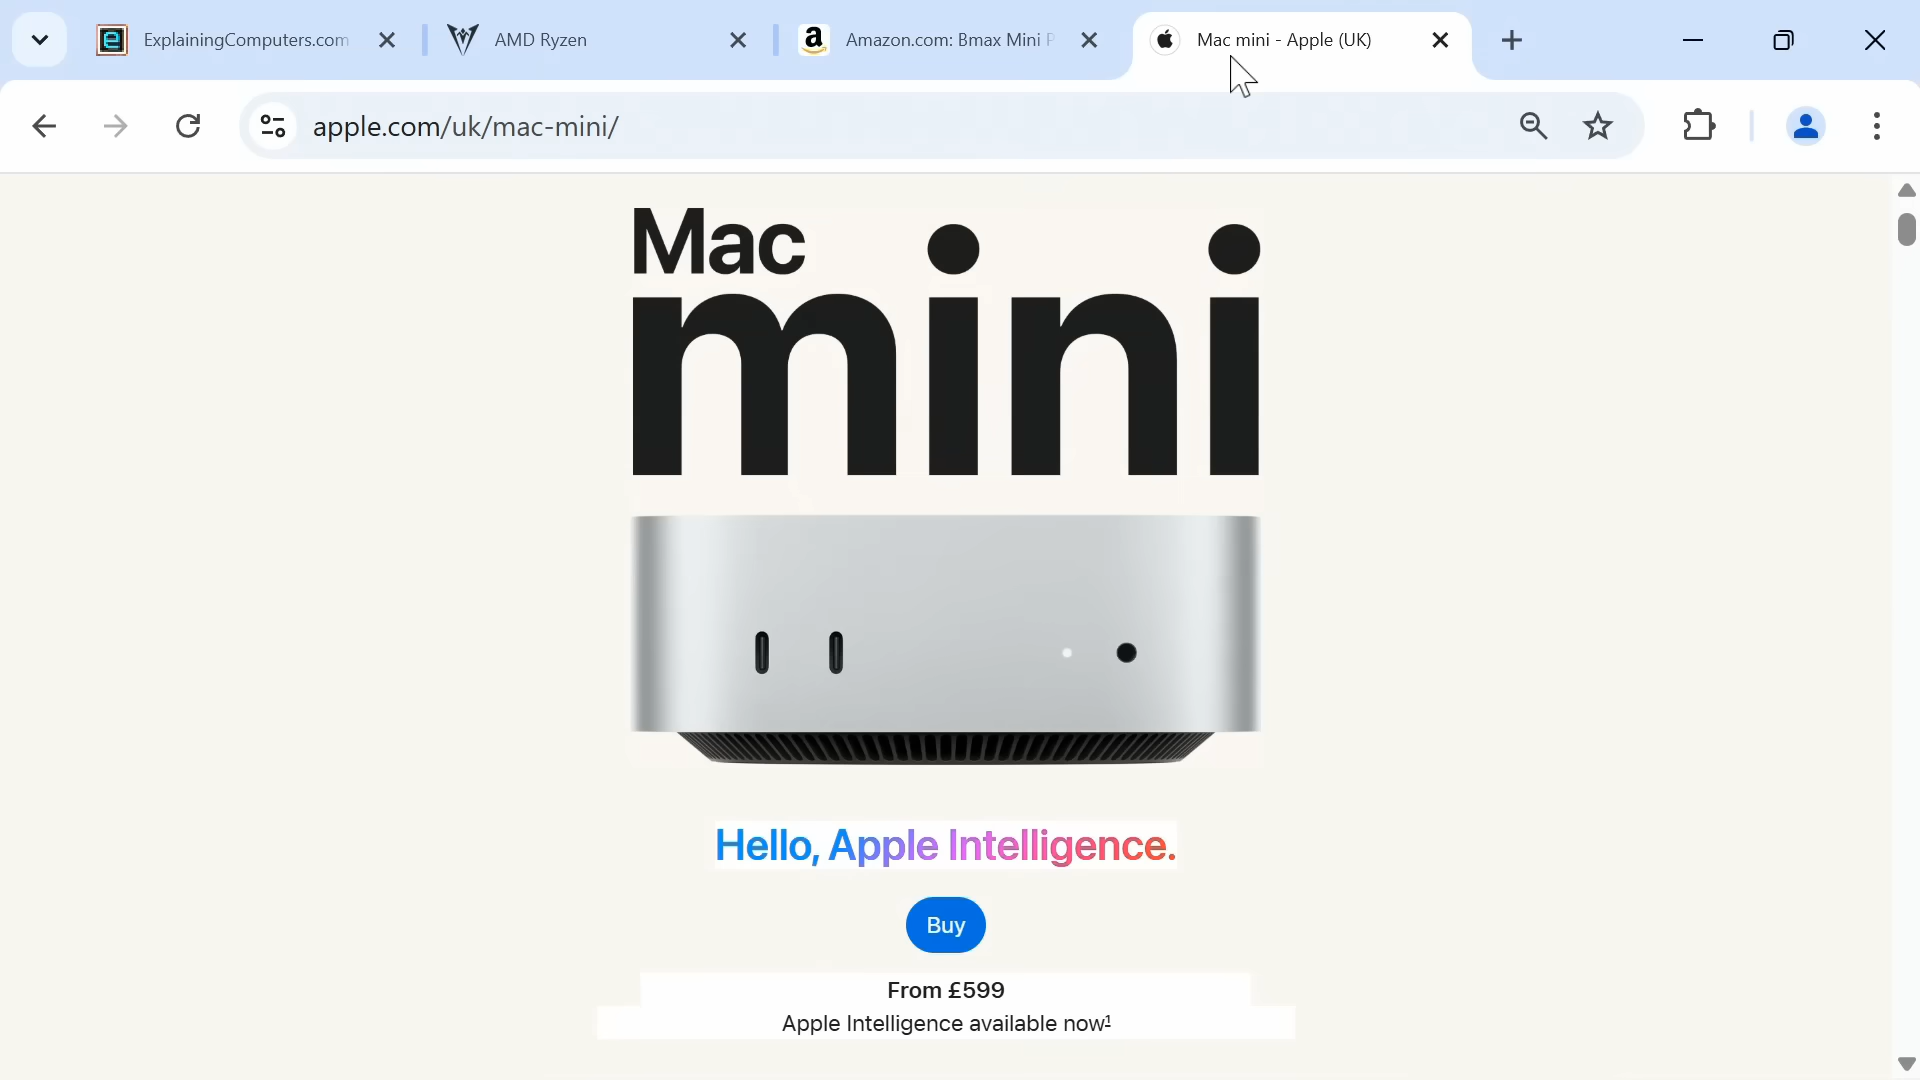 ExplainingComputers.com
AMD Ryzen
Amazon.com: Bmax Mini P
Mac mini - Apple (UK)
apple.com/uk/mac-mini/
Mac
mini
Hello, Apple Intelligence.
Buy
From £599
Apple Intelligence available now¹